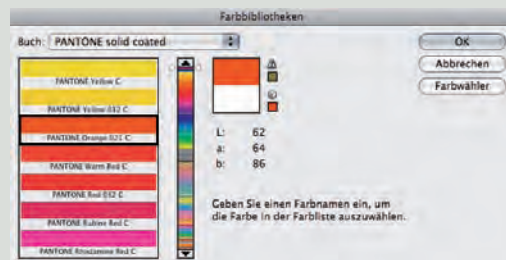 Farbbibliotheken
Buch: PANTONE solid coated
OK
Abbrechen
Farbwähler
PANTONE Yellow C
PANTONE Yellow 012 C
PANTONE Orange 021 C
PANTONE Warm Red C
PANTONE Red 032 C
PANTONE Rubine Red C
PANTONE Rhodamine Red C
L: 62
a: 64
b: 86
Geben Sie einen Farbnamen ein, um
die Farbe in der Farbliste auszuwählen.